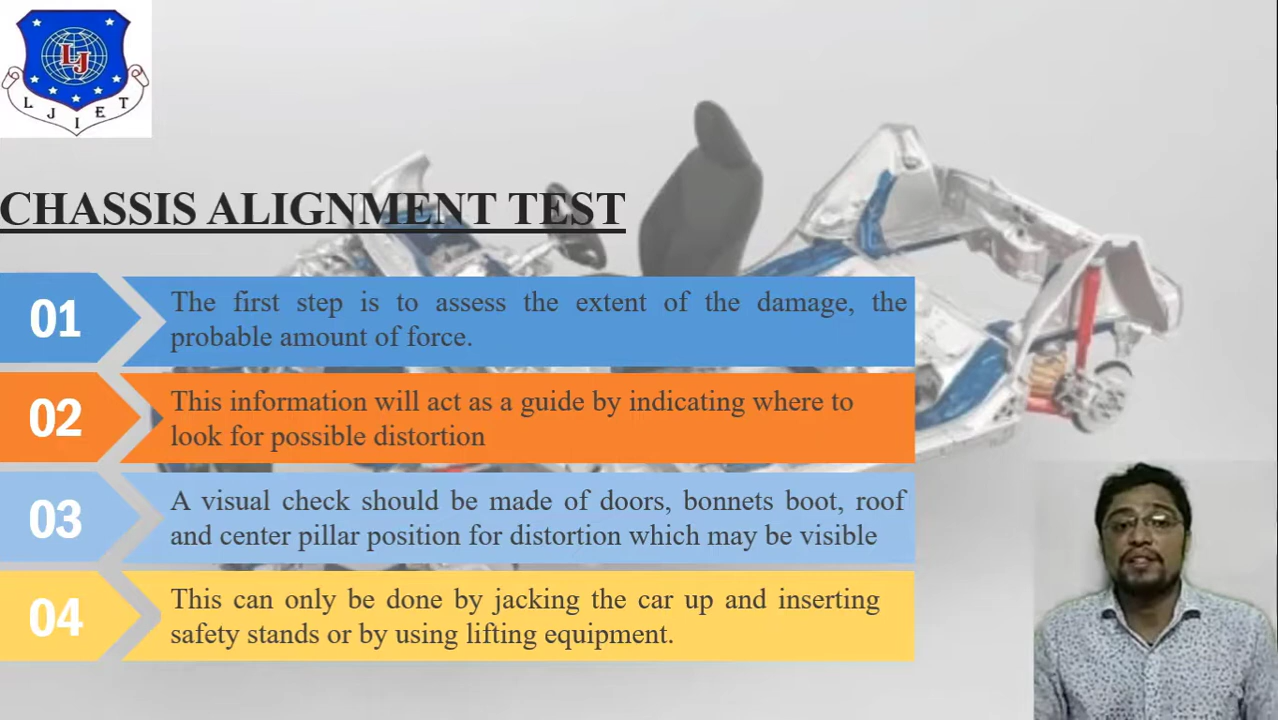 LJ
L J I E T
CHASSIS ALIGNMENT TEST
01
The first step is to assess the extent of the damage, the
probable amount of force.
02
This information will act as a guide by indicating where to
look for possible distortion
03
A visual check should be made of doors, bonnets boot, roof
and center pillar position for distortion which may be visible
04
This can only be done by jacking the car up and inserting
safety stands or by using lifting equipment.